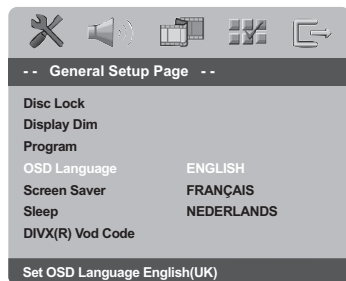 -- General Setup Page --
Disc Lock
Display Dim
Program
OSD Language ENGLISH
Screen Saver FRANÇAIS
Sleep NEDERLANDS
DIVX(R) Vod Code
Set OSD Language English(UK)